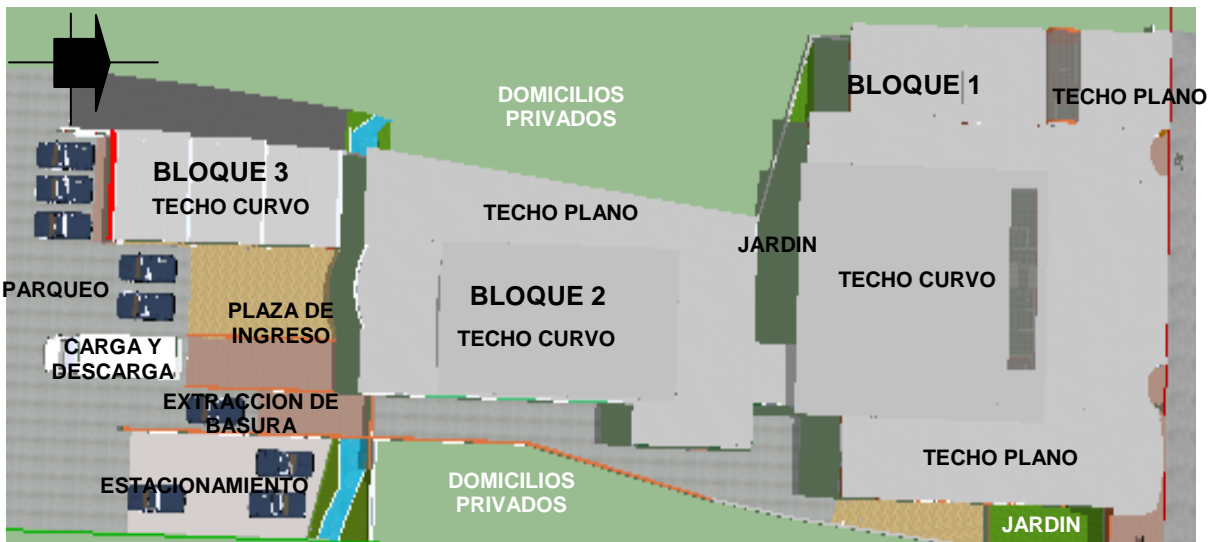 DOMICILIOS
PRIVADOS
BLOQUE 1
TECHO PLANO
BLOQUE 3
TECHO CURVO
TECHO PLANO
JARDIN
TECHO CURVO
PARQUEO
BLOQUE 2
PLAZA DE
INGRESO
TECHO CURVO
CARGA Y
DESCARGA
EXTRACCION DE
BASURA
TECHO PLANO
ESTACIONAMIENTO
DOMICILIOS
PRIVADOS
JARDIN